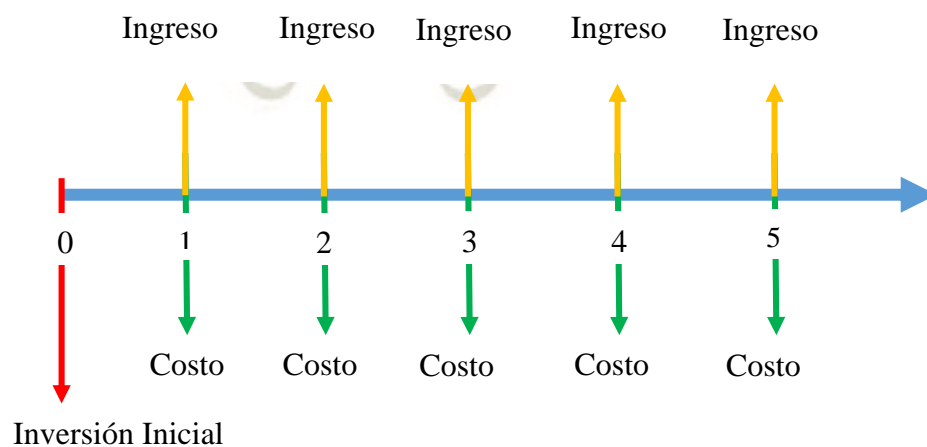 Ingreso Ingreso Ingreso Ingreso Ingreso
0 1 2 3 4 5
Costo Costo Costo Costo Costo
Inversión Inicial